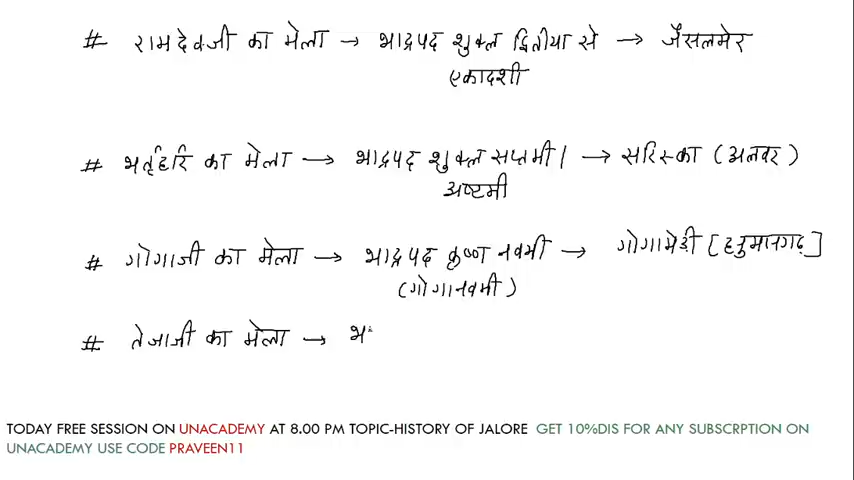 # रामदेवजी का मेला → भाद्रपद शुक्ल द्वितीया से → जैसलमेर
एकादशी
# भर्तृहरि का मेला → भाद्रपद शुक्ल सप्तमी/ → सरिस्का (अलवर)
अष्टमी
# गोगाजी का मेला → भाद्रपद कृष्ण नवमी → गोगामेडी [हनुमानगढ़]
(गोगानवमी)
# तेजाजी का मेला → भ
TODAY FREE SESSION ON UNACADEMY AT 8.00 PM TOPIC-HISTORY OF JALORE GET 10%DIS FOR ANY SUBSCRPTION ON
UNACADEMY USE CODE PRAVEEN11